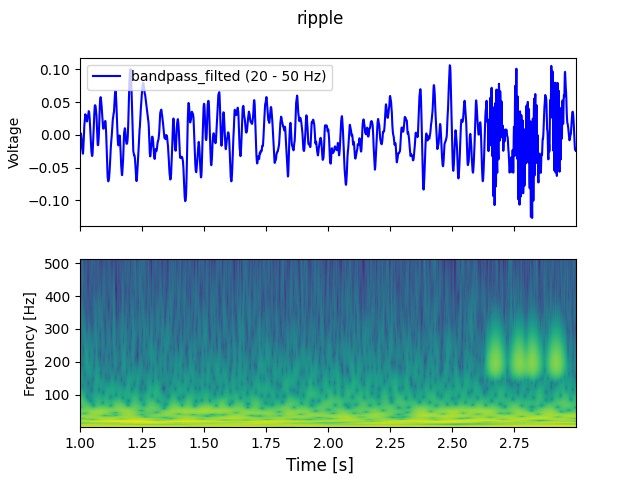 ripple
bandpass_filted (20 - 50 Hz)
Voltage
0.10
0.05
0.00
−0.05
−0.10
Frequency [Hz]
500
400
300
200
100
1.00 1.25 1.50 1.75 2.00 2.25 2.50 2.75
Time [s]